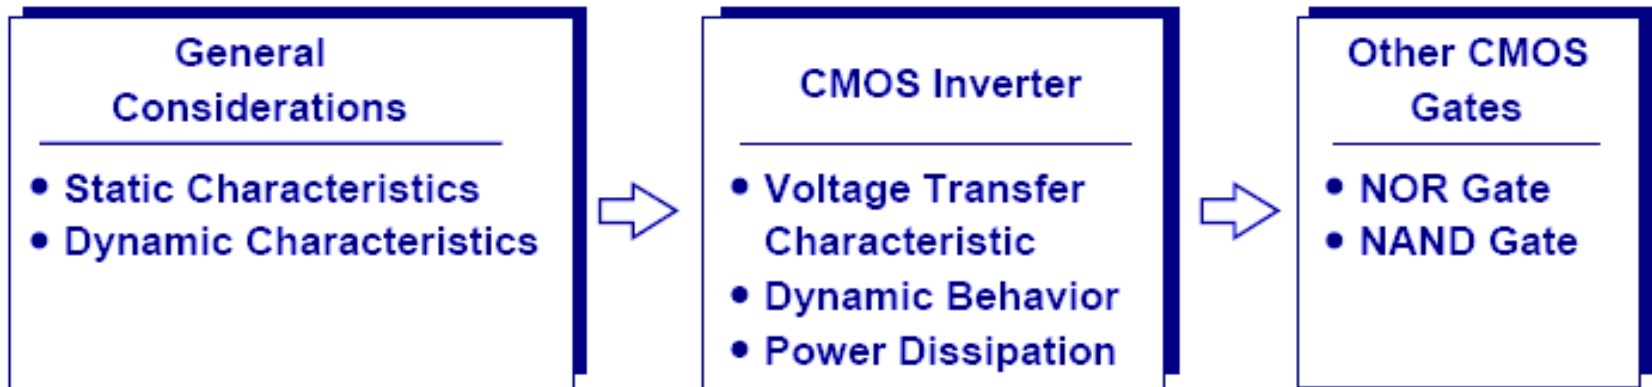 General
Considerations
• Static Characteristics
• Dynamic Characteristics
CMOS Inverter
• Voltage Transfer
Characteristic
• Dynamic Behavior
• Power Dissipation
Other CMOS
Gates
• NOR Gate
• NAND Gate